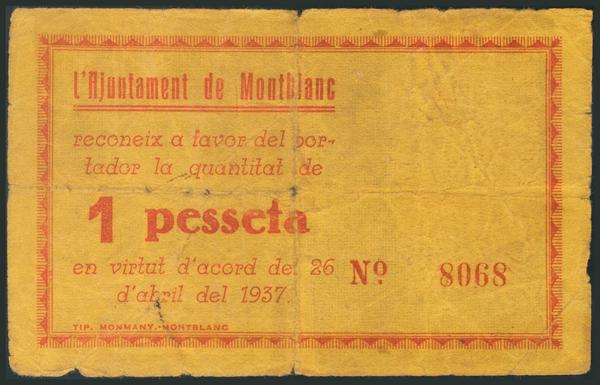 L'Ajuntament de Montblanc
reconeix a favor del por-
tador la quantitat de
1 pesseta
en virtut d'acord del 26
d'abril del 1937.
Nº 8068
TIP. MONMANY.-MONTBLANC